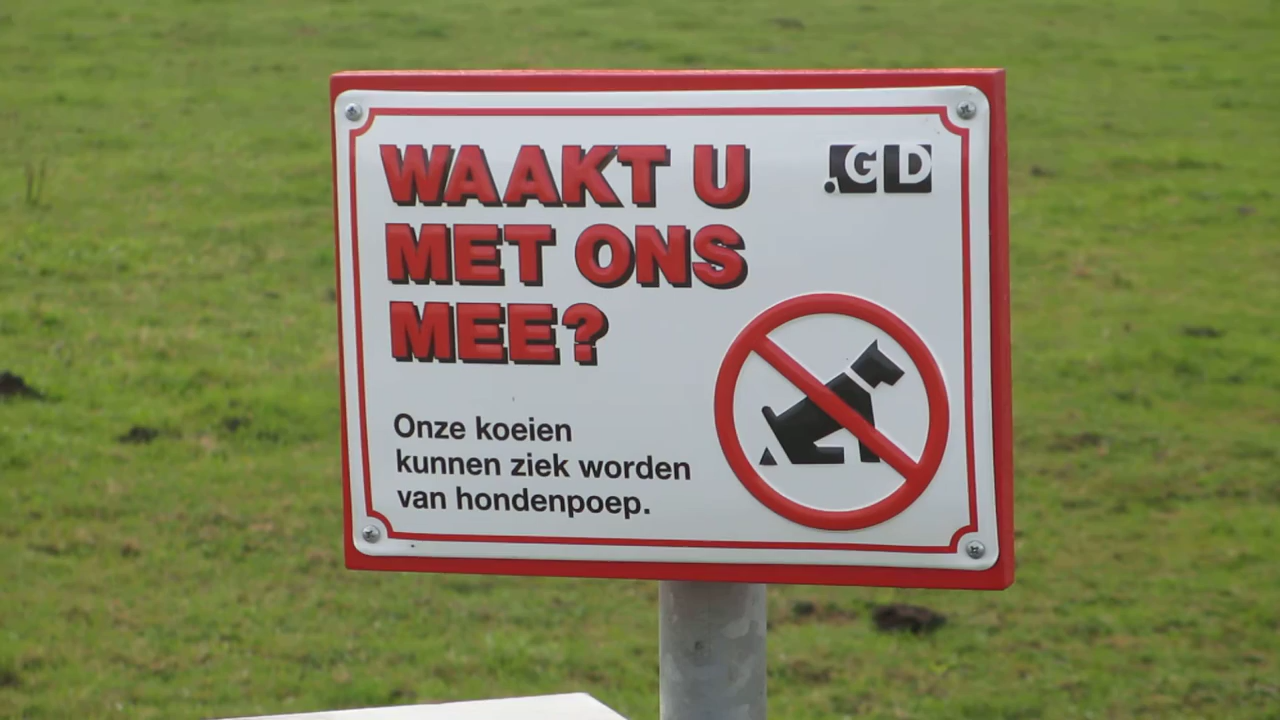 WAAKT U
MET ONS
MEE?
.GD
Onze koeien
kunnen ziek worden
van hondenpoep.